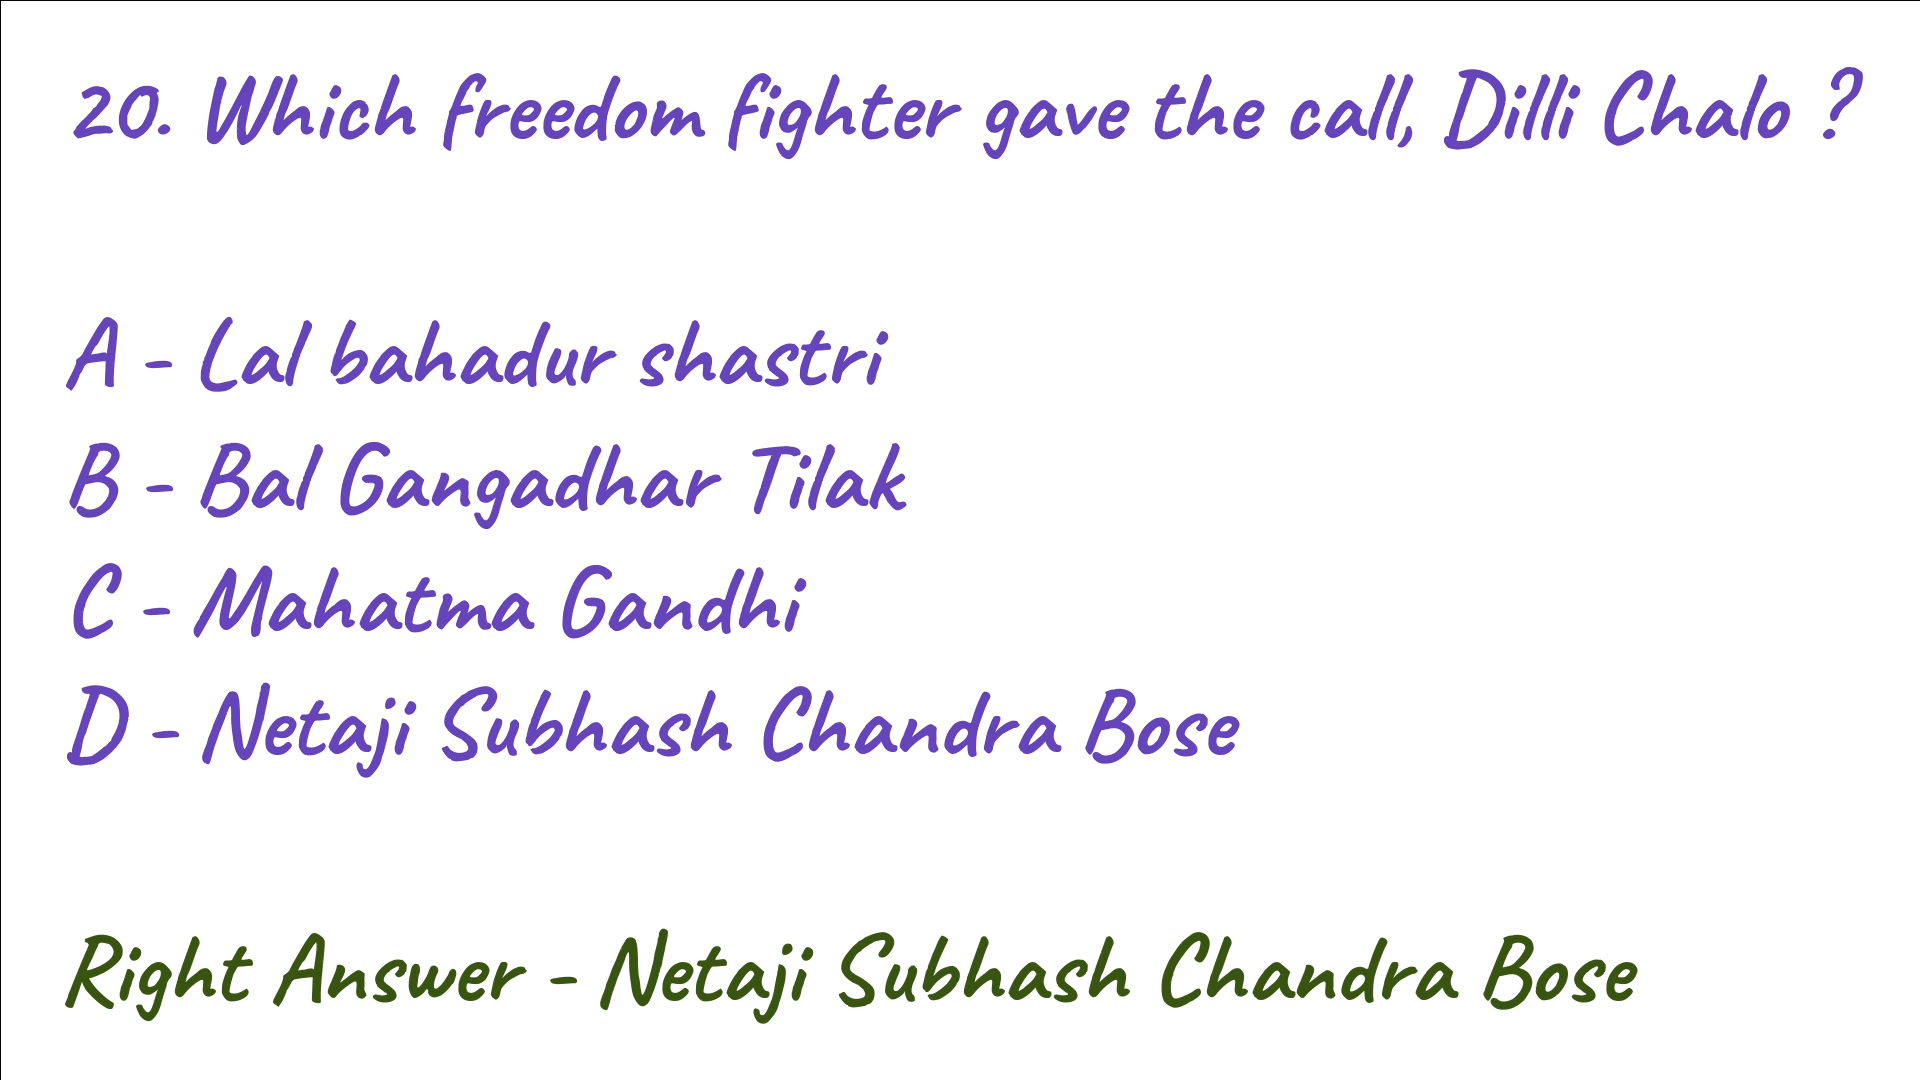 20. Which freedom fighter gave the call, Dilli Chalo ?
A - Lal bahadur shastri
B - Bal Gangadhar Tilak
C - Mahatma Gandhi
D - Netaji Subhash Chandra Bose
Right Answer - Netaji Subhash Chandra Bose